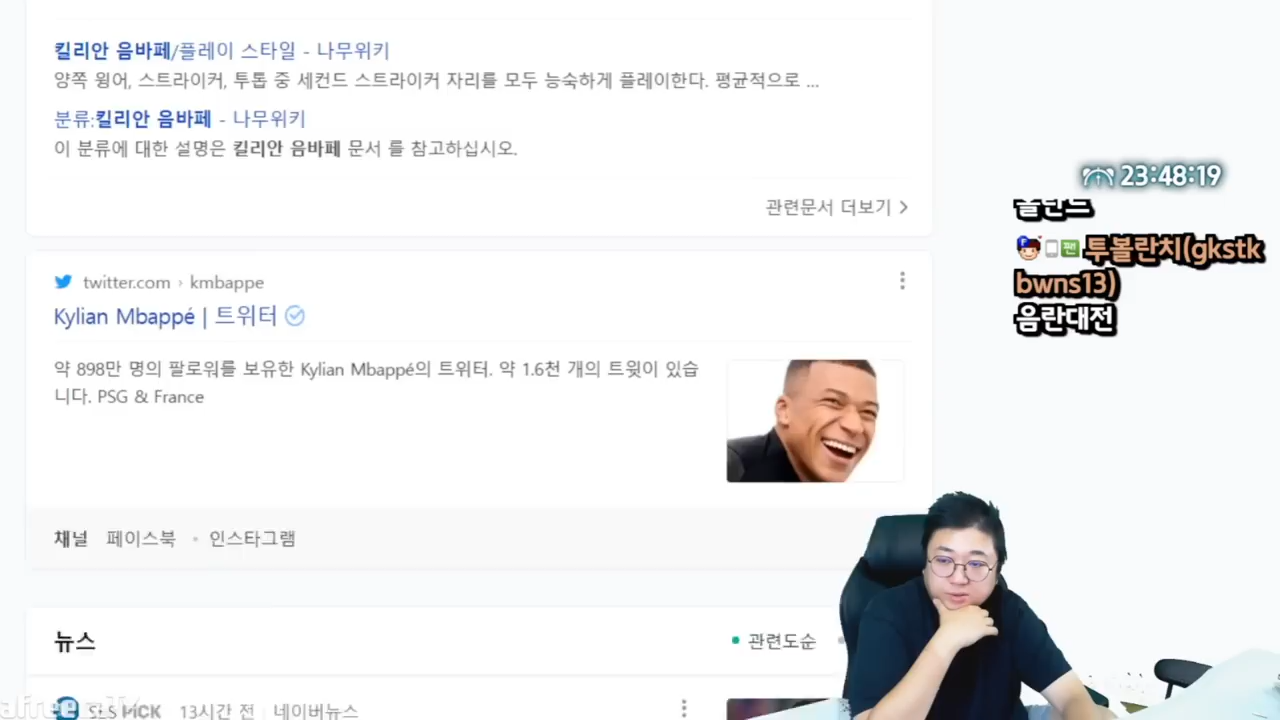 킬리안 음바페/플레이 스타일 - 나무위키
양쪽 윙어, 스트라이커, 투톱 중 세컨드 스트라이커 자리를 모두 능숙하게 플레이한다. 평균적으로 ...
분류:킬리안 음바페 - 나무위키
이 분류에 대한 설명은 킬리안 음바페 문서 를 참고하십시오.
관련문서 더보기 >
twitter.com › kmbappe
Kylian Mbappé | 트위터
약 898만 명의 팔로워를 보유한 Kylian Mbappé의 트위터. 약 1.6천 개의 트윗이 있습
니다. PSG & France
채널 페이스북 • 인스타그램
뉴스
관련도순
PICK 13시간 전 네이버뉴스
23:48:19
팬 투볼란치(gkstk
bwns13)
음란대전